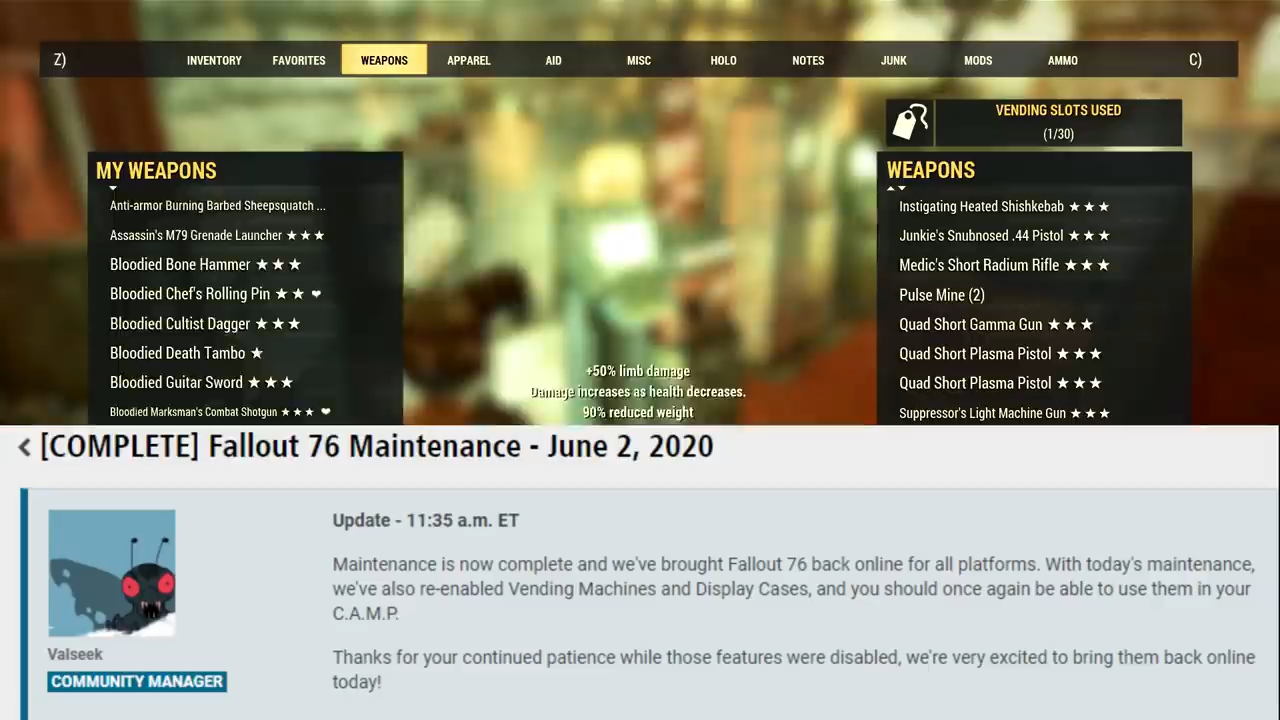 Z)
INVENTORY
FAVORITES
WEAPONS
APPAREL
AID
MISC
HOLO
NOTES
JUNK
MODS
AMMO
C)
VENDING SLOTS USED
(1/30)
MY WEAPONS
Anti-armor Burning Barbed Sheepsquatch ...
Assassin's M79 Grenade Launcher ★ ★ ★
Bloodied Bone Hammer ★ ★ ★
Bloodied Chef's Rolling Pin ★ ★ ❤
Bloodied Cultist Dagger ★ ★ ★
Bloodied Death Tambo ★
Bloodied Guitar Sword ★ ★ ★
Bloodied Marksman's Combat Shotgun ★ ★ ★ ❤
+50% limb damage
Damage increases as health decreases.
90% reduced weight
WEAPONS
Instigating Heated Shishkebab ★ ★ ★
Junkie's Snubnosed .44 Pistol ★ ★ ★
Medic's Short Radium Rifle ★ ★ ★
Pulse Mine (2)
Quad Short Gamma Gun ★ ★ ★
Quad Short Plasma Pistol ★ ★ ★
Quad Short Plasma Pistol ★ ★ ★
Suppressor's Light Machine Gun ★ ★ ★
[COMPLETE] Fallout 76 Maintenance - June 2, 2020
Valseek
COMMUNITY MANAGER
Update - 11:35 a.m. ET
Maintenance is now complete and we've brought Fallout 76 back online for all platforms. With today's maintenance,
we've also re-enabled Vending Machines and Display Cases, and you should once again be able to use them in your
C.A.M.P.
Thanks for your continued patience while those features were disabled, we're very excited to bring them back online
today!